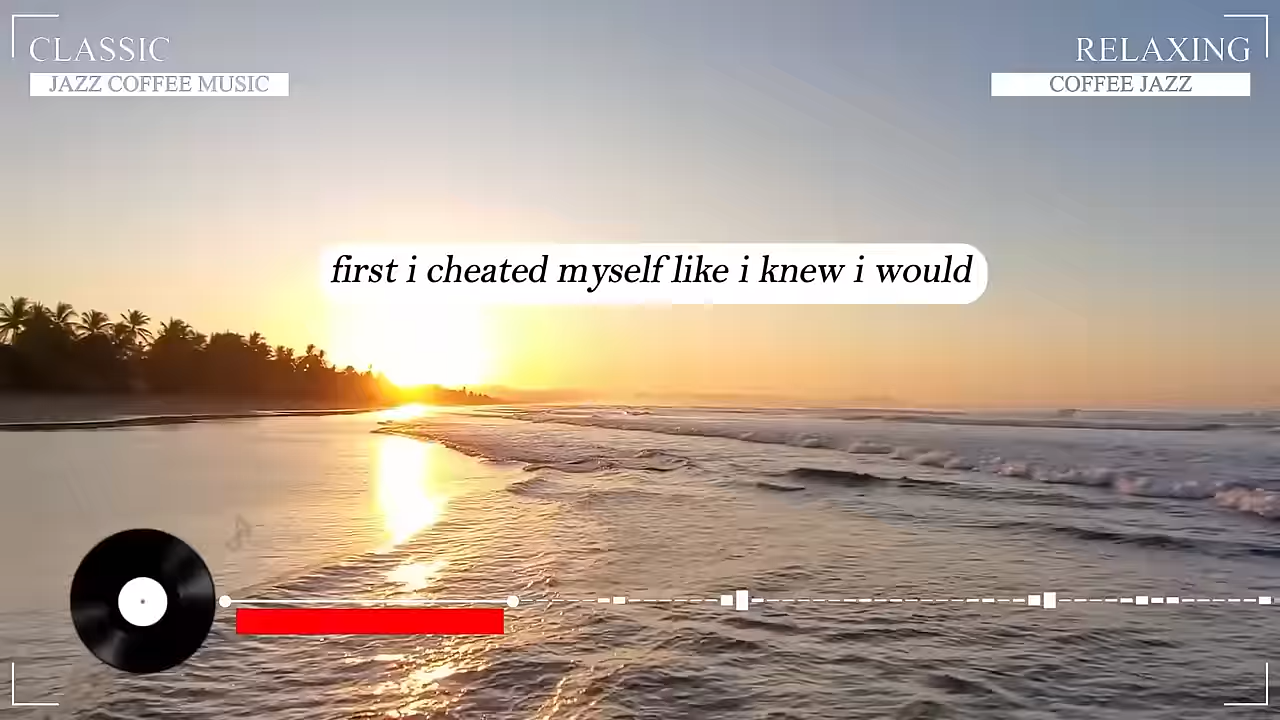 CLASSIC
JAZZ COFFEE MUSIC
RELAXING
COFFEE JAZZ
first i cheated myself like i knew i would